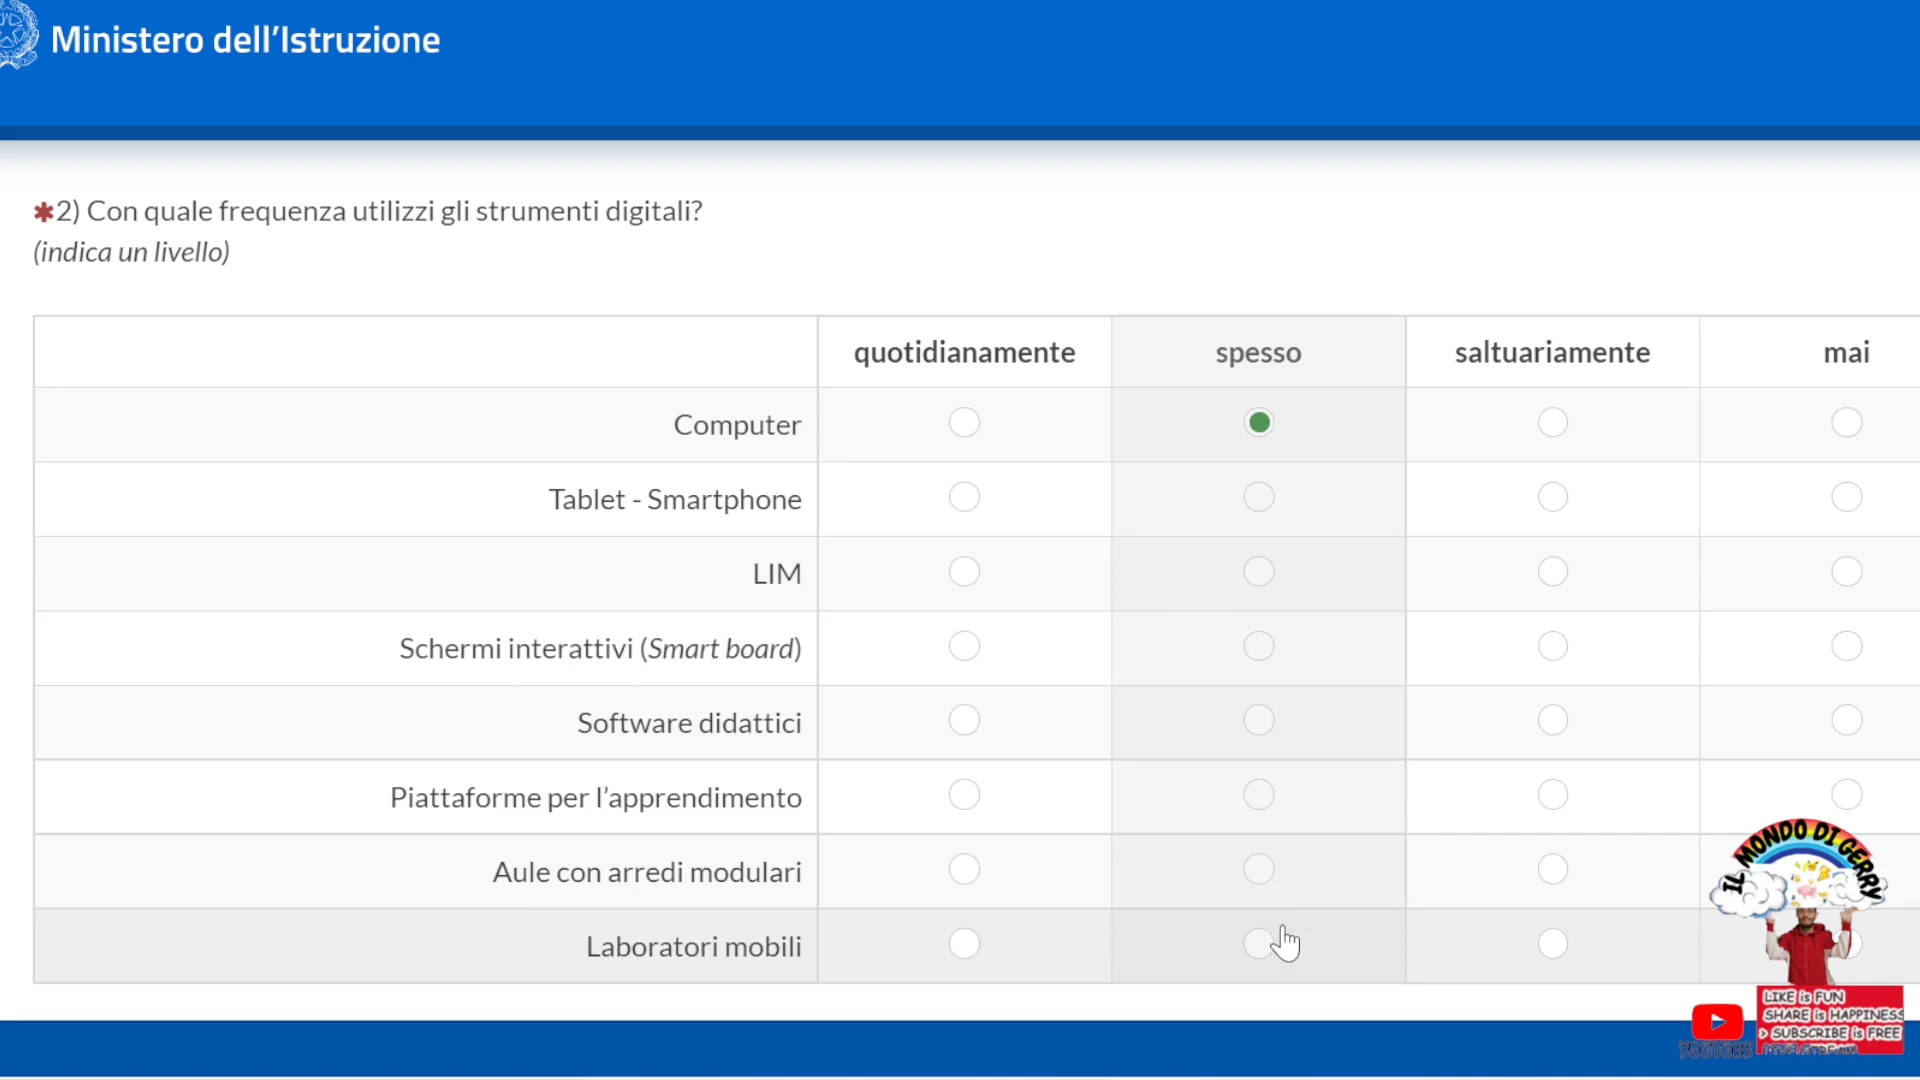 Ministero dell'Istruzione
✱2) Con quale frequenza utilizzi gli strumenti digitali?
(indica un livello)
quotidianamente spesso saltuariamente mai
Computer
Tablet - Smartphone
LIM
Schermi interattivi (Smart board)
Software didattici
Piattaforme per l'apprendimento
Aule con arredi modulari
Laboratori mobili
IL MONDO DI GERRY
LIKE is FUN
SHARE is HAPPINESS
> SUBSCRIBE is FREE
YOUTUBE